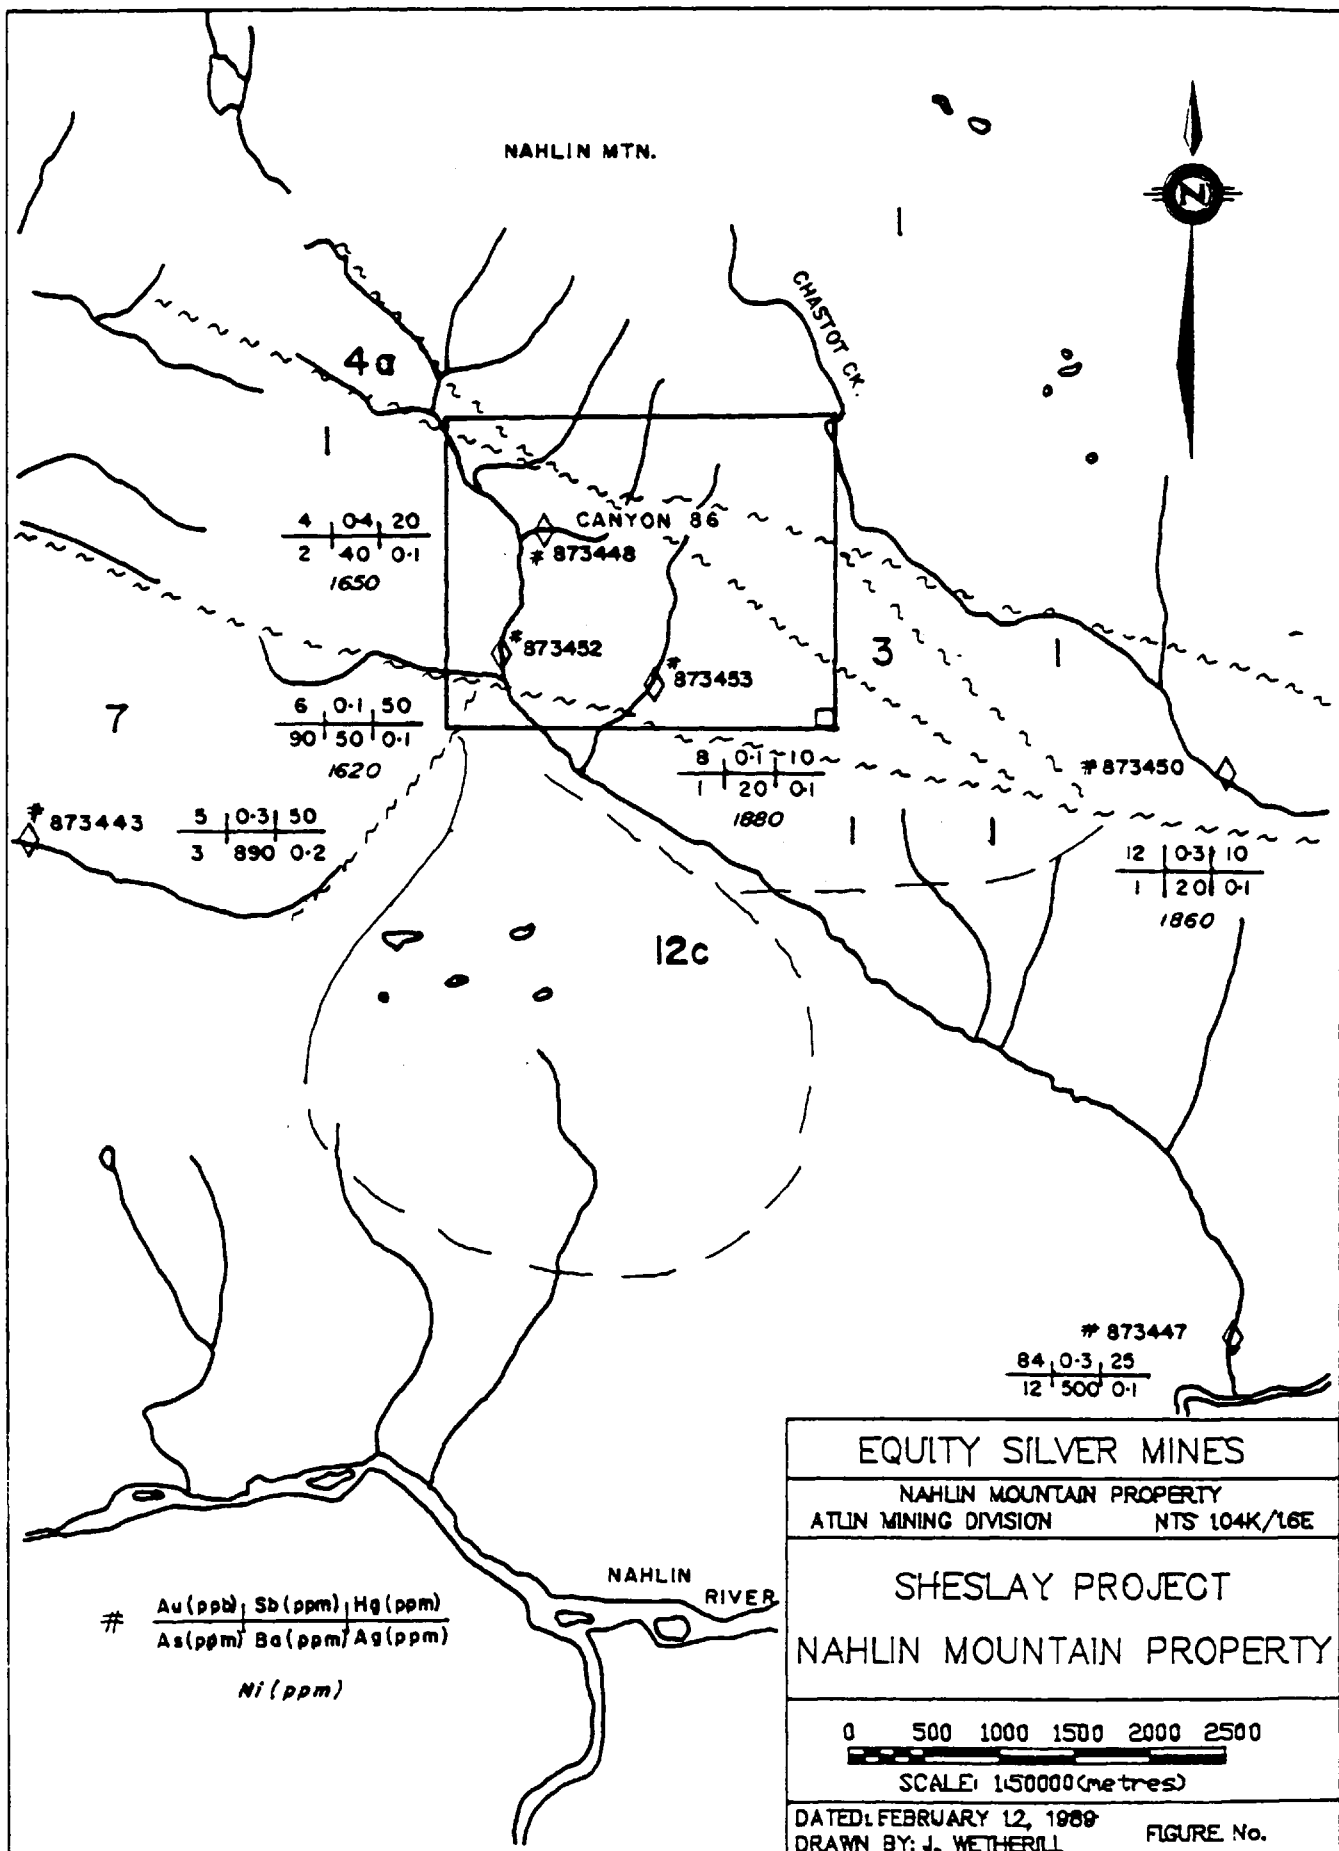 NAHLIN MTN.
N
1
CHASTOT CK.
4a
1
4 0.4 20
2 40 0.1
1650
CANYON 86
# 873448
# 873452
# 873453
3
1
7
6 0.1 50
90 50 0.1
1620
8 0.1 10
1 20 0.1
1880
# 873450
# 873443
5 0.3 50
3 890 0.2
1
1
12 0.3 10
1 20 0.1
1860
12c
# 873447
84 0.3 25
12 500 0.1
EQUITY SILVER MINES
NAHLIN MOUNTAIN PROPERTY
ATLIN MINING DIVISION NTS 104K/16E
SHESLAY PROJECT
NAHLIN MOUNTAIN PROPERTY
0 500 1000 1500 2000 2500
SCALE: 1:50000 (metres)
DATED: FEBRUARY 12, 1989
DRAWN BY: J. WETHERILL
FIGURE No.
NAHLIN RIVER
# Au(ppb) Sb(ppm) Hg(ppm)
As(ppm) Ba(ppm) Ag(ppm)
Ni(ppm)